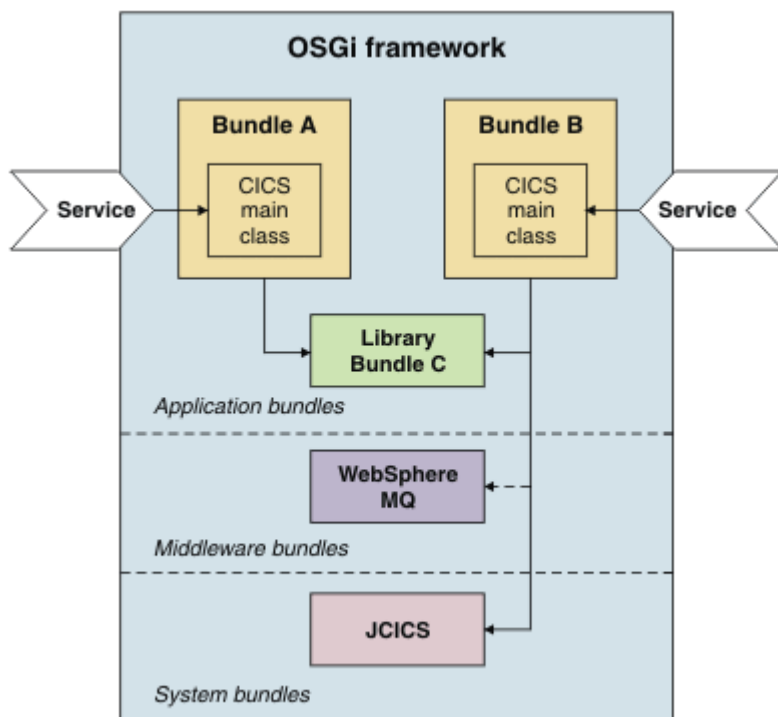 OSGi framework
Bundle A
Bundle B
CICS
main
class
CICS
main
class
Service
Service
Library
Bundle C
Application bundles
WebSphere
MQ
Middleware bundles
JCICS
System bundles